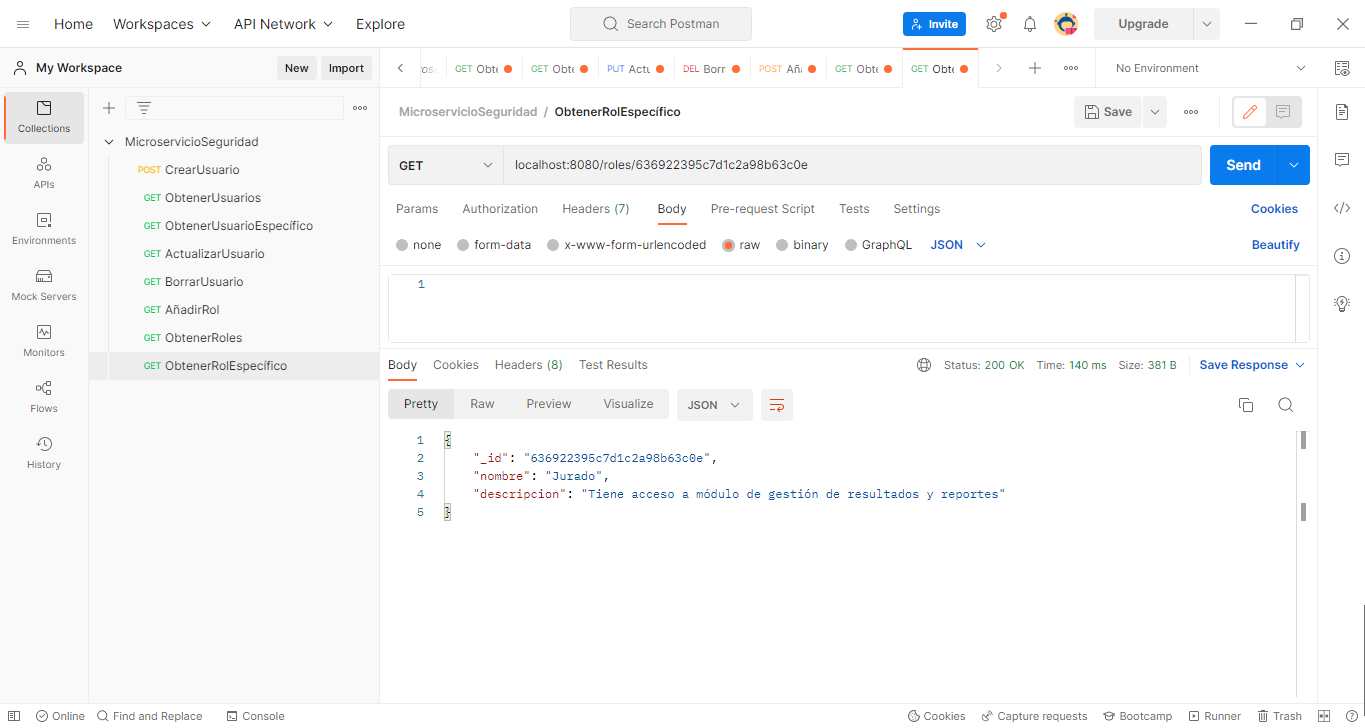 Home Workspaces API Network Explore Search Postman Invite Upgrade
My Workspace New Import
GET Obte GET Obte PUT Actu DEL Borr POST Aña GET Obte GET Obte No Environment
Collections
APIs
Environments
Mock Servers
Monitors
Flows
History
MicroservicioSeguridad
POST CrearUsuario
GET ObtenerUsuarios
GET ObtenerUsuarioEspecífico
GET ActualizarUsuario
GET BorrarUsuario
GET AñadirRol
GET ObtenerRoles
GET ObtenerRolEspecífico
MicroservicioSeguridad / ObtenerRolEspecífico Save
GET localhost:8080/roles/636922395c7d1c2a98b63c0e Send
Params Authorization Headers (7) Body Pre-request Script Tests Settings Cookies
none form-data x-www-form-urlencoded raw binary GraphQL JSON Beautify
1
Body Cookies Headers (8) Test Results Status: 200 OK Time: 140 ms Size: 381 B Save Response
Pretty Raw Preview Visualize JSON
1 {
2 "_id": "636922395c7d1c2a98b63c0e",
3 "nombre": "Jurado",
4 "descripcion": "Tiene acceso a módulo de gestión de resultados y reportes"
5 }
Online Find and Replace Console Cookies Capture requests Bootcamp Runner Trash